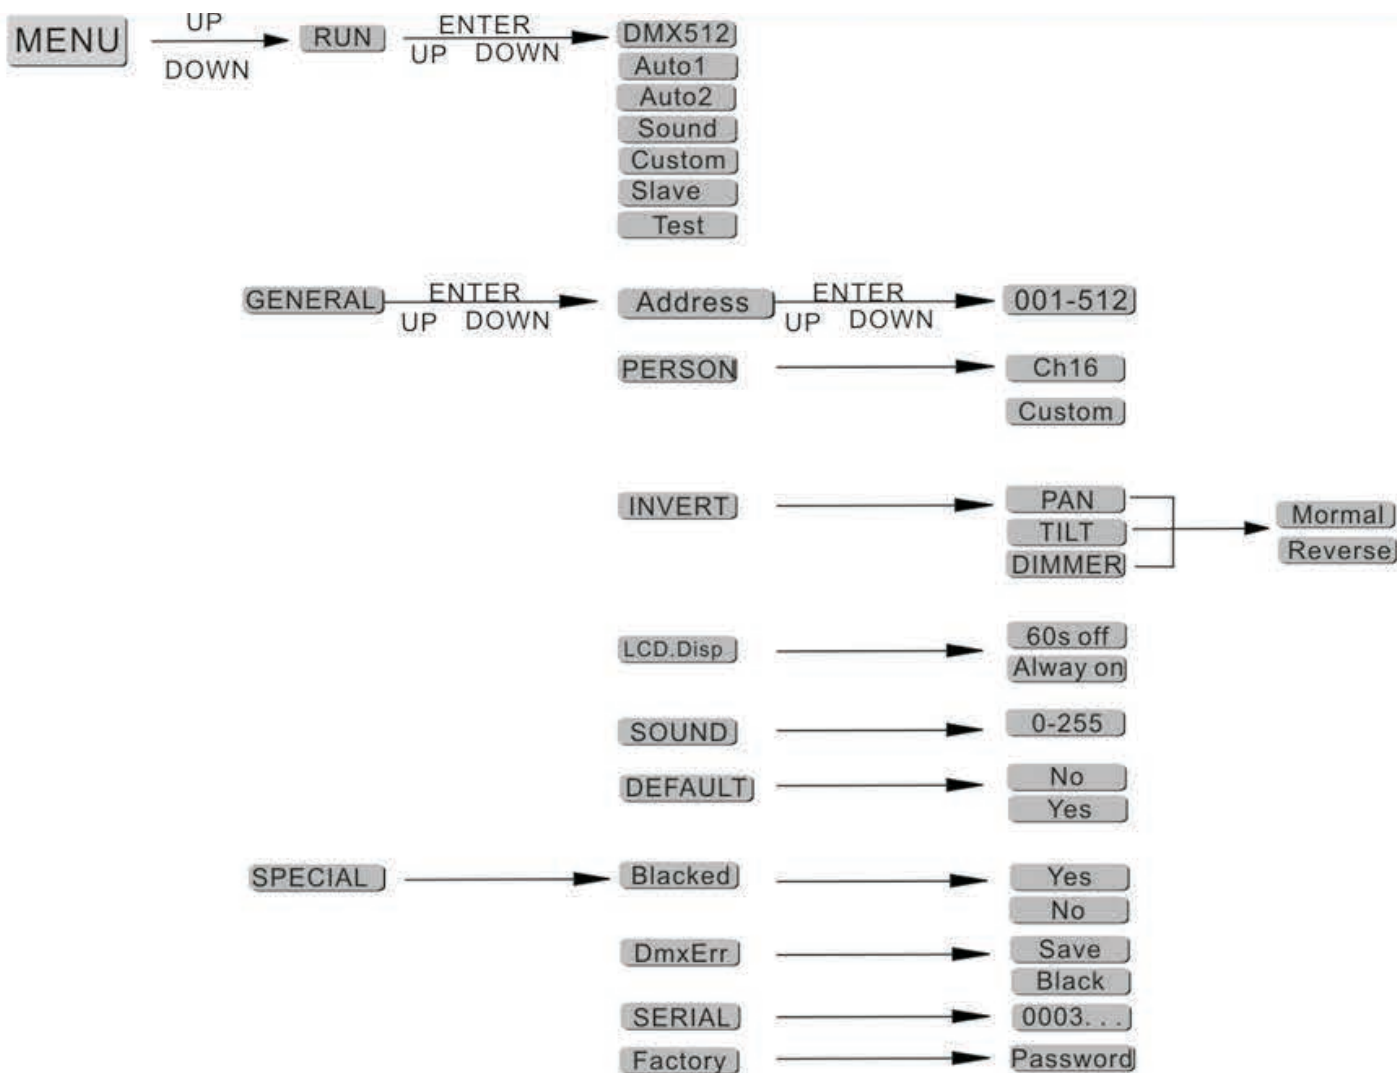 MENU UP DOWN RUN ENTER UP DOWN DMX512
Auto1
Auto2
Sound
Custom
Slave
Test
GENERAL ENTER UP DOWN Address ENTER UP DOWN 001-512
PERSON Ch16
Custom
INVERT PAN
TILT
DIMMER
Mormal
Reverse
LCD.Disp 60s off
Alway on
SOUND 0-255
DEFAULT No
Yes
SPECIAL Blacked Yes
No
DmxErr Save
Black
SERIAL 0003...
Factory Password